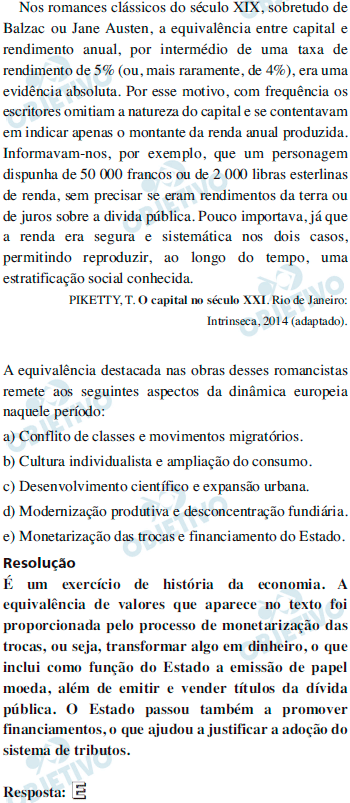 Nos romances clássicos do século XIX, sobretudo de
Balzac ou Jane Austen, a equivalência entre capital e
rendimento anual, por intermédio de uma taxa de
rendimento de 5% (ou, mais raramente, de 4%), era uma
evidência absoluta. Por esse motivo, com frequência os
escritores omitiam a natureza do capital e se contentavam
em indicar apenas o montante da renda anual produzida.
Informavam-nos, por exemplo, que um personagem
dispunha de 50 000 francos ou de 2 000 libras esterlinas
de renda, sem precisar se eram rendimentos da terra ou
de juros sobre a divida pública. Pouco importava, já que
a renda era segura e sistemática nos dois casos,
permitindo reproduzir, ao longo do tempo, uma
estratificação social conhecida.
PIKETTY, T. O capital no século XXI. Rio de Janeiro:
Intrinseca, 2014 (adaptado).
A equivalência destacada nas obras desses romancistas
remete aos seguintes aspectos da dinâmica europeia
naquele período:
a) Conflito de classes e movimentos migratórios.
b) Cultura individualista e ampliação do consumo.
c) Desenvolvimento científico e expansão urbana.
d) Modernização produtiva e desconcentração fundiária.
e) Monetarização das trocas e financiamento do Estado.
Resolução
É um exercício de história da economia. A
equivalência de valores que aparece no texto foi
proporcionada pelo processo de monetarização das
trocas, ou seja, transformar algo em dinheiro, o que
inclui como função do Estado a emissão de papel
moeda, além de emitir e vender títulos da dívida
pública. O Estado passou também a promover
financiamentos, o que ajudou a justificar a adoção do
sistema de tributos.
Resposta: E